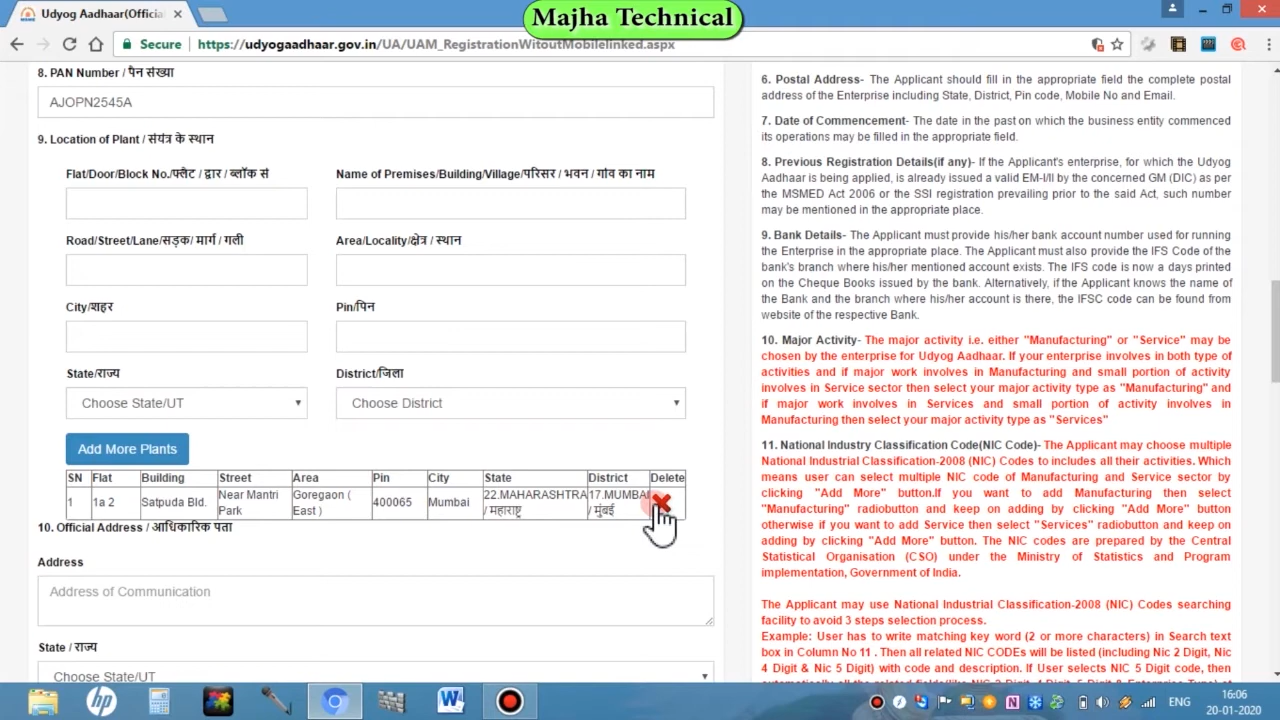 Udyog Aadhaar(Officia
Majha Technical
Secure
https://udyogaadhaar.gov.in/UA/UAM_RegistrationWitoutMobilelinked.aspx
8. PAN Number / पैन संख्या
AJOPN2545A
9. Location of Plant / संयंत्र के स्थान
Flat/Door/Block No./फ्लैट / द्वार / ब्लॉक सं
Name of Premises/Building/Village/परिसर / भवन / गाँव का नाम
Road/Street/Lane/सड़क/ मार्ग / गली
Area/Locality/क्षेत्र / स्थान
City/शहर
Pin/पिन
State/राज्य
District/जिला
Choose State/UT
Choose District
Add More Plants
SN Flat Building Street Area Pin City State District Delete
1 1a 2 Satpuda Bld. Near Mantri Park Goregaon ( East ) 400065 Mumbai 22.MAHARASHTRA / महाराष्ट्र 17.MUMBAI / मुंबई
10. Official Address / आधिकारिक पता
Address
Address of Communication
State / राज्य
Choose State/UT
6. Postal Address- The Applicant should fill in the appropriate field the complete postal
address of the Enterprise including State, District, Pin code, Mobile No and Email.
7. Date of Commencement- The date in the past on which the business entity commenced
its operations may be filled in the appropriate field.
8. Previous Registration Details(if any)- If the Applicant's enterprise, for which the Udyog
Aadhaar is being applied, is already issued a valid EM-I/II by the concerned GM (DIC) as per
the MSMED Act 2006 or the SSI registration prevailing prior to the said Act, such number
may be mentioned in the appropriate place.
9. Bank Details- The Applicant must provide his/her bank account number used for running
the Enterprise in the appropriate place. The Applicant must also provide the IFS Code of the
bank's branch where his/her mentioned account exists. The IFS code is now a days printed
on the Cheque Books issued by the bank. Alternatively, if the Applicant knows the name of
the Bank and the branch where his/her account is there, the IFSC code can be found from
website of the respective Bank.
10. Major Activity- The major activity i.e. either "Manufacturing" or "Service" may be
chosen by the enterprise for Udyog Aadhaar. If your enterprise involves in both type of
activities and if major work involves in Manufacturing and small portion of activity
involves in Service sector then select your major activity type as "Manufacturing" and
if major work involves in Services and small portion of activity involves in
Manufacturing then select your major activity type as "Services"
11. National Industry Classification Code(NIC Code)- The Applicant may choose multiple
National Industrial Classification-2008 (NIC) Codes to includes all their activities. Which
means user can select multiple NIC code of Manufacturing and Service sector by
clicking "Add More" button.If you want to add Manufacturing then select
"Manufacturing" radiobutton and keep on adding by clicking "Add More" button
otherwise if you want to add Service then select "Services" radiobutton and keep on
adding by clicking "Add More" button. The NIC codes are prepared by the Central
Statistical Organisation (CSO) under the Ministry of Statistics and Program
implementation, Government of India.
The Applicant may use National Industrial Classification-2008 (NIC) Codes searching
facility to avoid 3 steps selection process.
Example: User has to write matching key word (2 or more characters) in Search text
box in Column No 11 . Then all related NIC CODEs will be listed (including Nic 2 Digit, Nic
4 Digit & Nic 5 Digit) with code and description. If User selects NIC 5 Digit code, then
ENG
16:06
20-01-2020